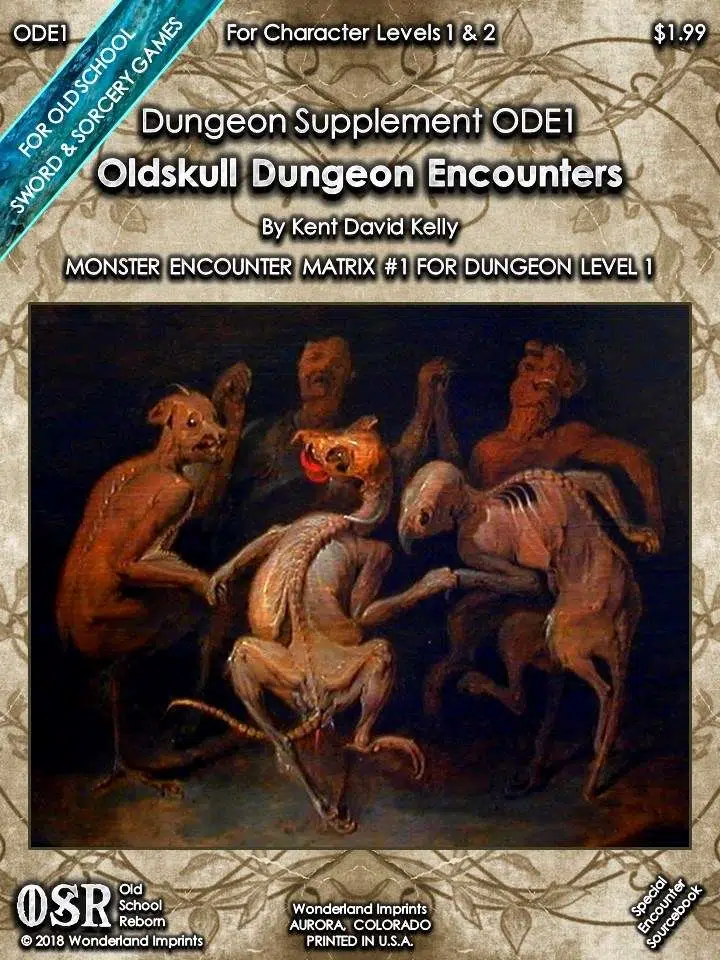 ODE1
For Character Levels 1 & 2
$1.99
FOR OLD SCHOOL
SWORD & SORCERY GAMES
Dungeon Supplement ODE1
Oldskull Dungeon Encounters
By Kent David Kelly
MONSTER ENCOUNTER MATRIX #1 FOR DUNGEON LEVEL 1
OSR
Old
School
Reborn
© 2018 Wonderland Imprints
Wonderland Imprints
AURORA, COLORADO
PRINTED IN U.S.A.
Special
Encounter
Sourcebook